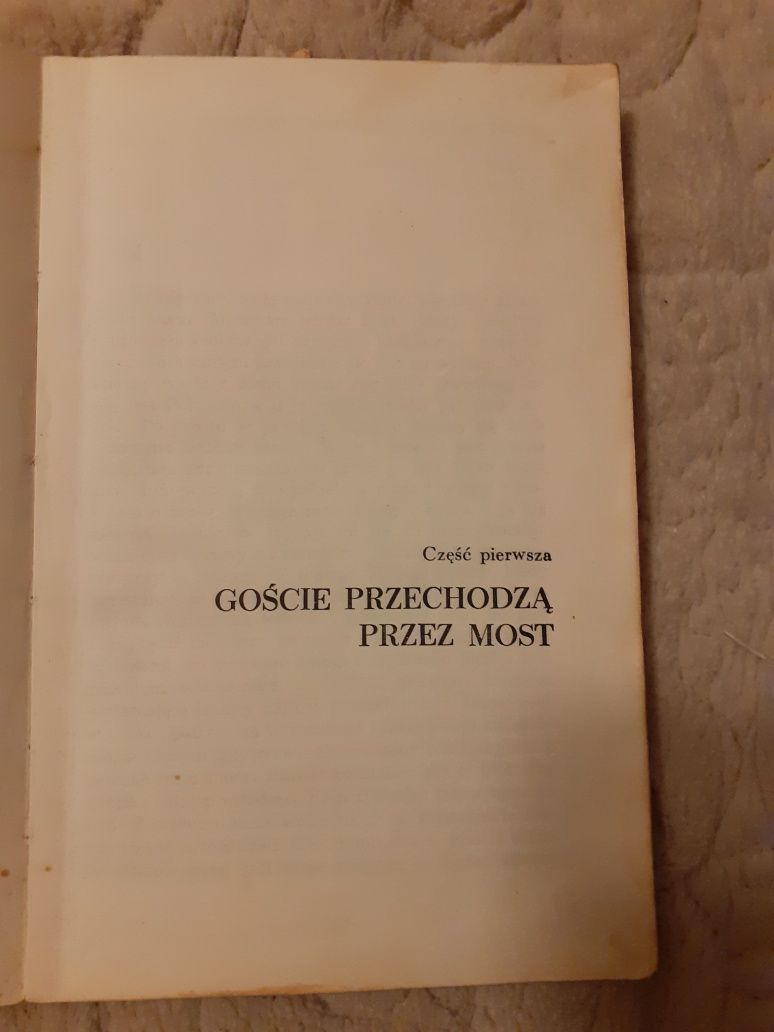 Część pierwsza
GOŚCIE PRZECHODZĄ
PRZEZ MOST